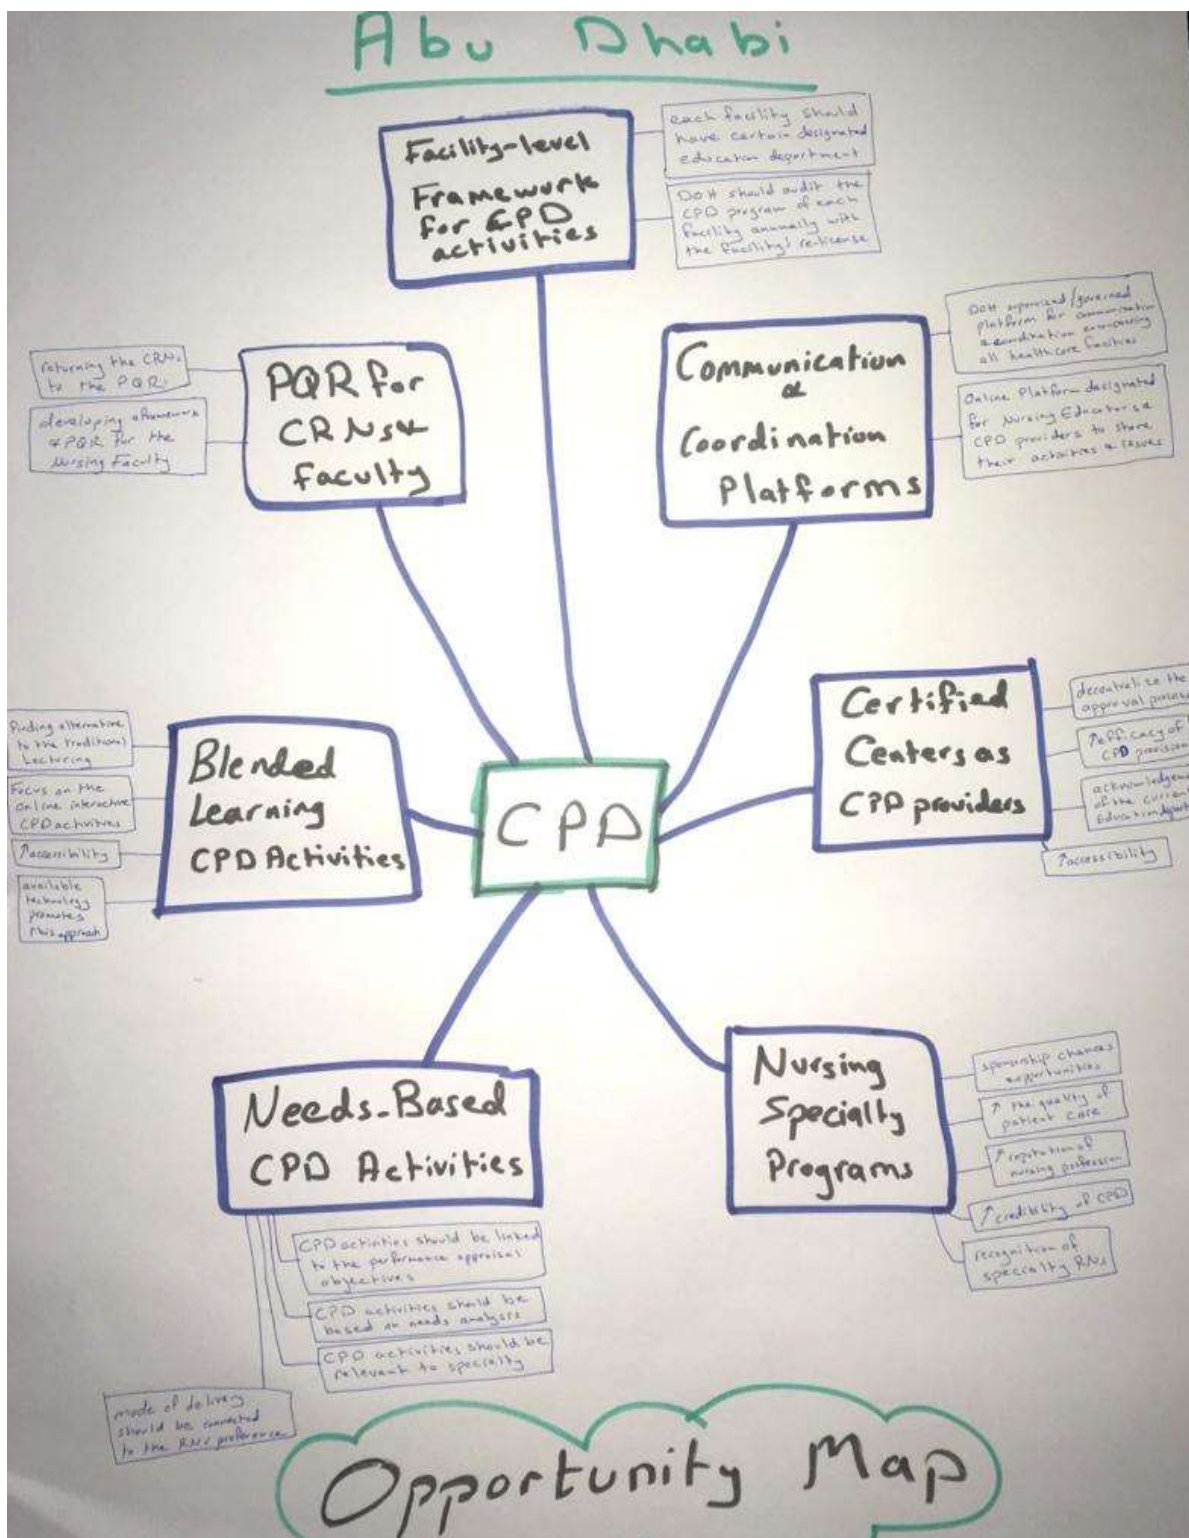 Abu Dhabi
Facility-level
Framework
for CPD
activities
each facility should
have certain designated
education department
DOH should audit the
CPD program of each
facility annually with
the facility's re-license
PQR for
CRNs &
Faculty
returning the CRNs
to the PQR
developing a framework
of PQR for the
Nursing Faculty
Communication
&
Coordination
Platforms
DOH supervised/governed
platform for communication
& coordination encompassing
all healthcare facilities
Online Platform designated
for Nursing Educators &
CPD providers to share
their activities & issues
Blended
Learning
CPD Activities
finding alternative
to the traditional
Lecturing
Focus on the
online interactive
CPD activities
↑accessibility
available
technology
promotes
this approach
CPD
Certified
Centers as
CPD providers
decentralize the
approval process
↑efficacy of
CPD provision
of the current
Education
↑accessibility
Needs-Based
CPD Activities
CPD activities should be linked
to the performance appraisal
objectives
CPD activities should be
based on needs analysis
CPD activities should be
relevant to specialty
mode of delivery
should be connected
to the RNs' preference
Nursing
Specialty
Programs
sponsorship chances
opportunities
↑ the quality of
patient care
↑ reputation of
nursing profession
↑ credibility of CPD
recognition of
specialty RNs
Opportunity Map